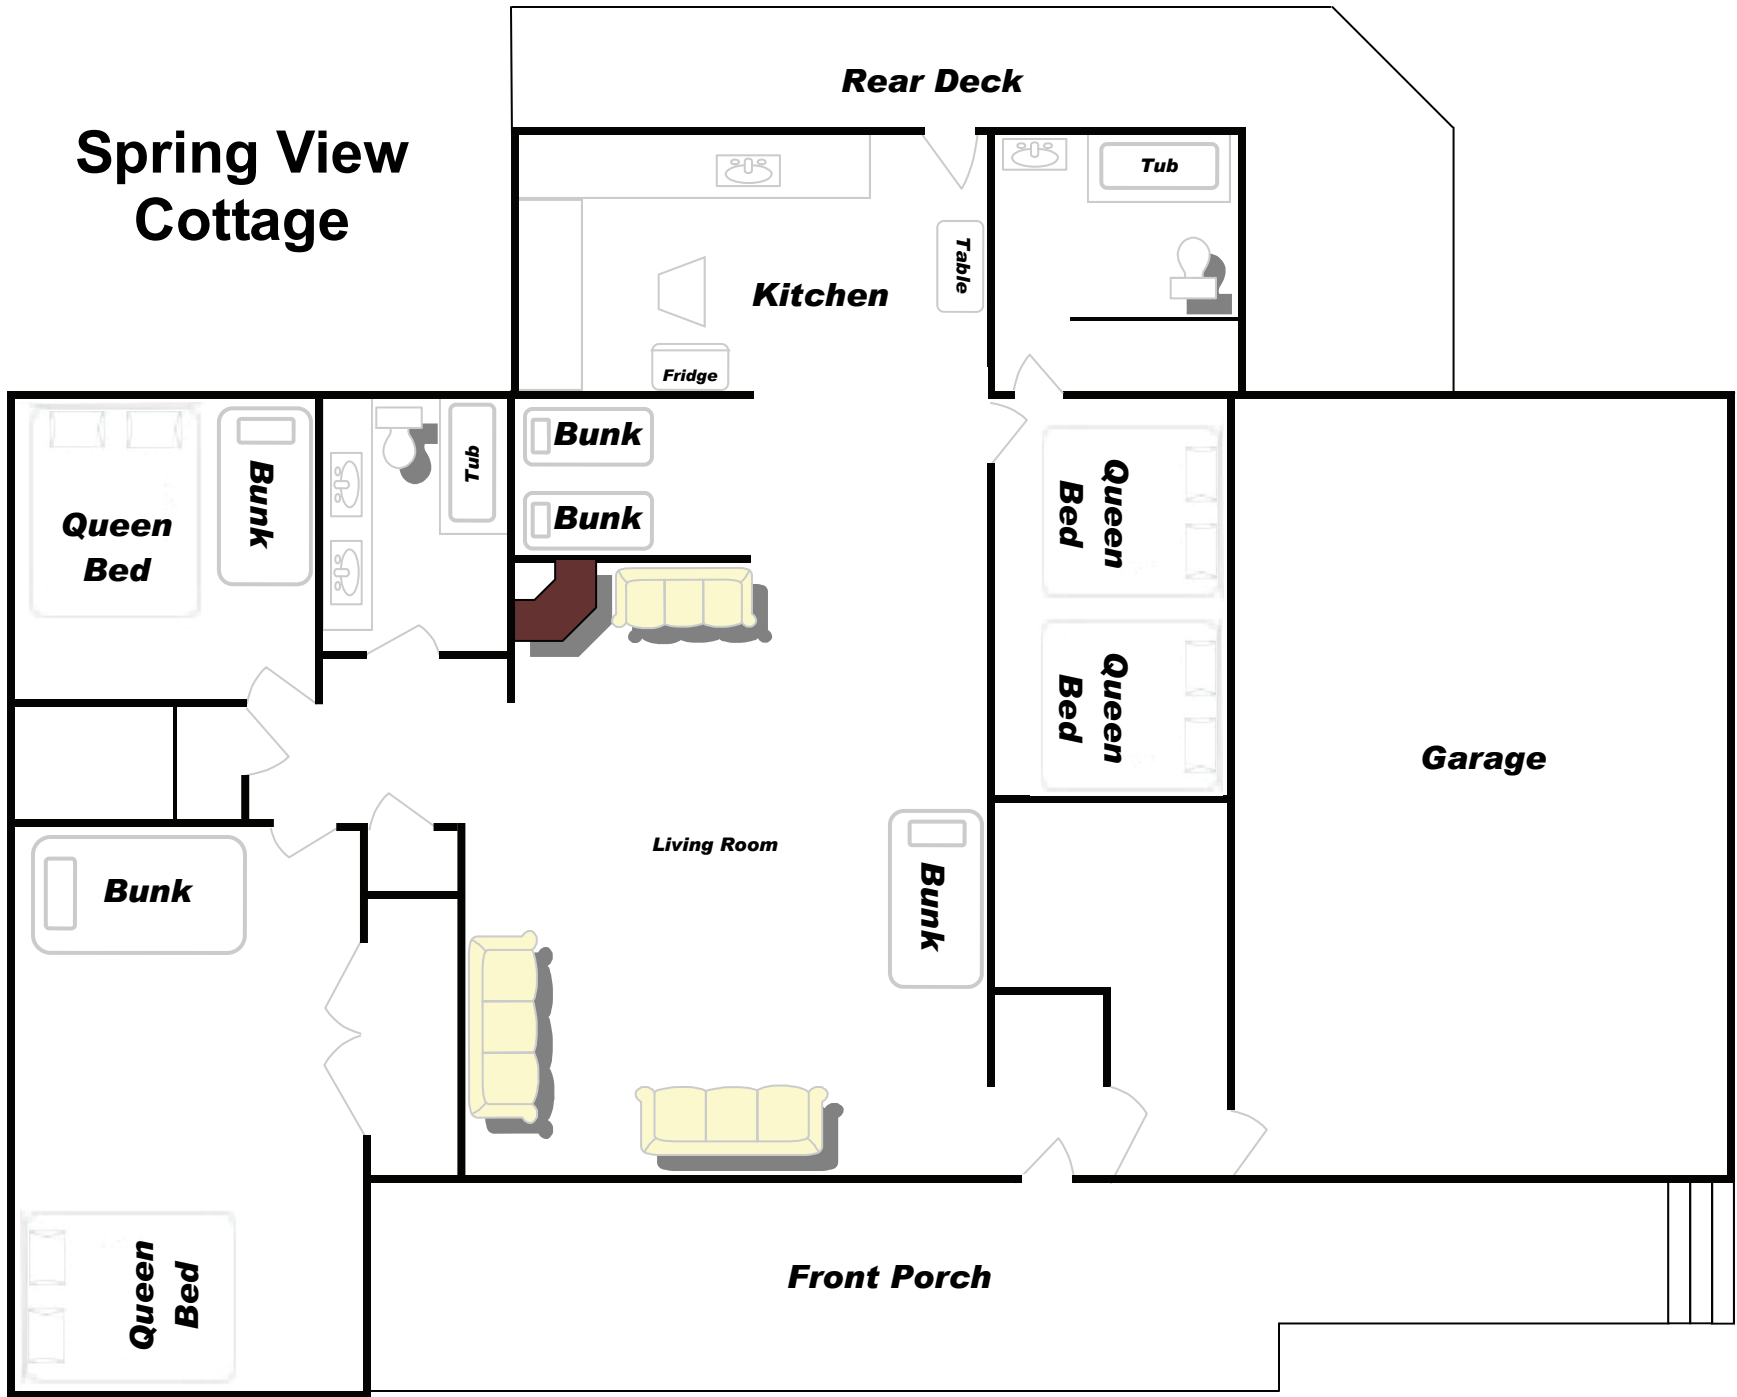 Rear Deck
Spring View
Cottage
Tub
Table
Kitchen
Fridge
Bunk
Queen
Bed
Bunk
Tub
Bunk
Queen
Bed
Queen
Bed
Garage
Living Room
Bunk
Bunk
Queen
Bed
Front Porch